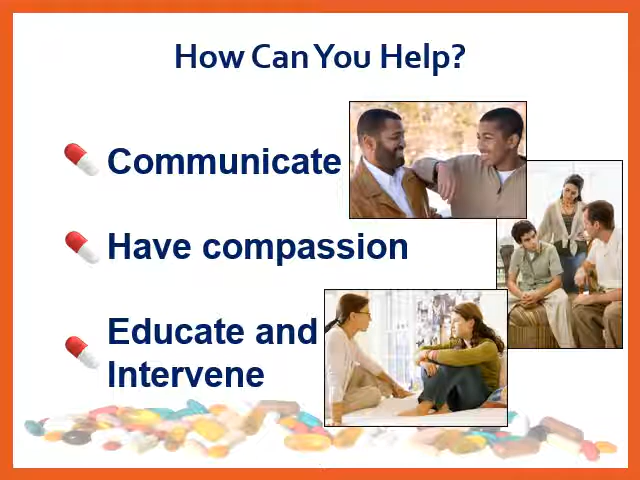 How Can You Help?
Communicate
Have compassion
Educate and
Intervene